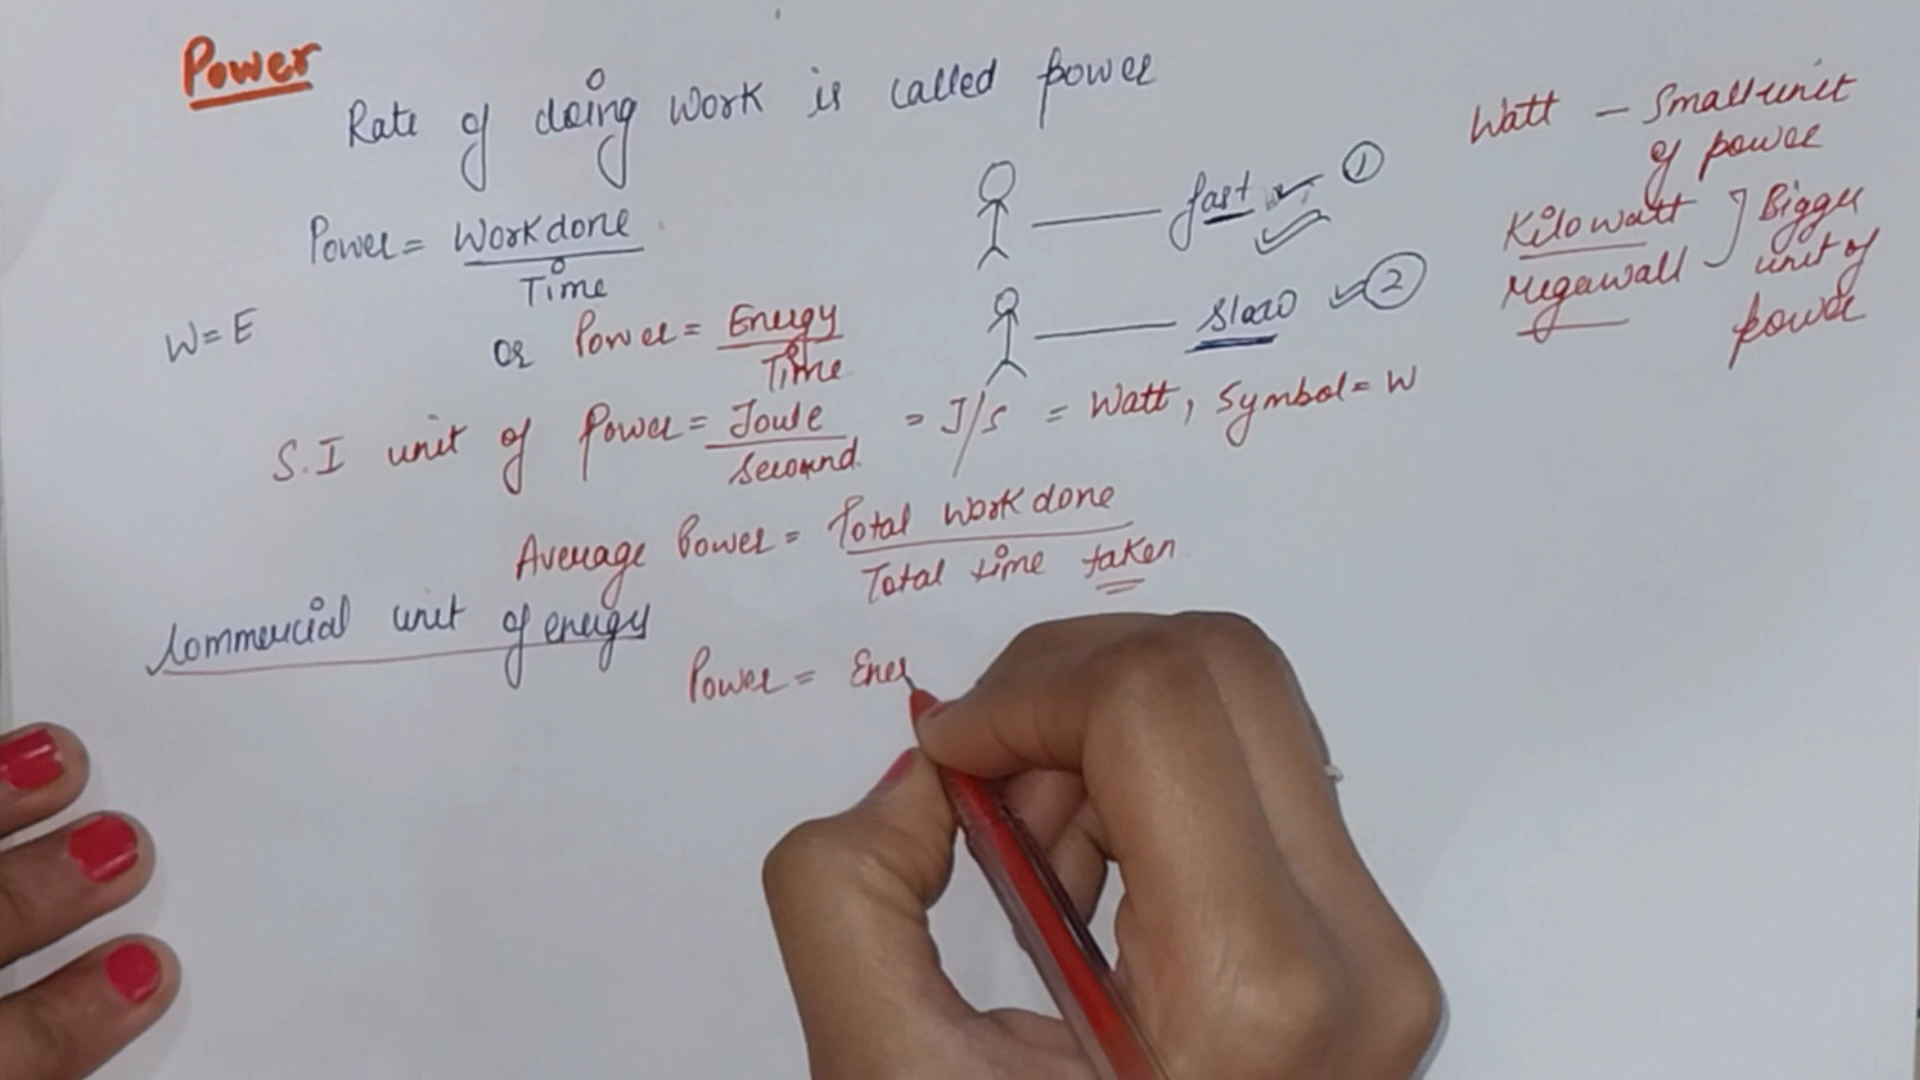 Power
Rate of doing work is called power
Power = Work done
Time
W = E
or Power = Energy
Time
S.I unit of Power = Joule
Second
= J/s = Watt, Symbol = W
Average Power = Total work done
Total time taken
Commercial unit of energy
Power = Ener
fast 1
slow 2
Watt - Small unit
of power
Kilowatt
Megawall
Bigger
unit of
power